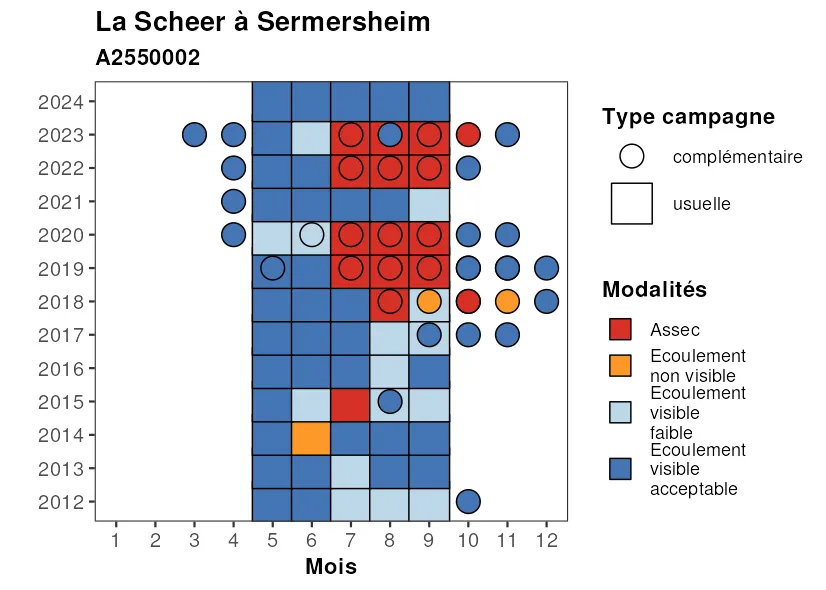 La Scheer à Sermersheim
A2550002
2024
2023
2022
2021
2020
2019
2018
2017
2016
2015
2014
2013
2012
1 2 3 4 5 6 7 8 9 10 11 12
Mois
Type campagne
complémentaire
usuelle
Modalités
Assec
Ecoulement
non visible
Ecoulement
visible
faible
Ecoulement
visible
acceptable